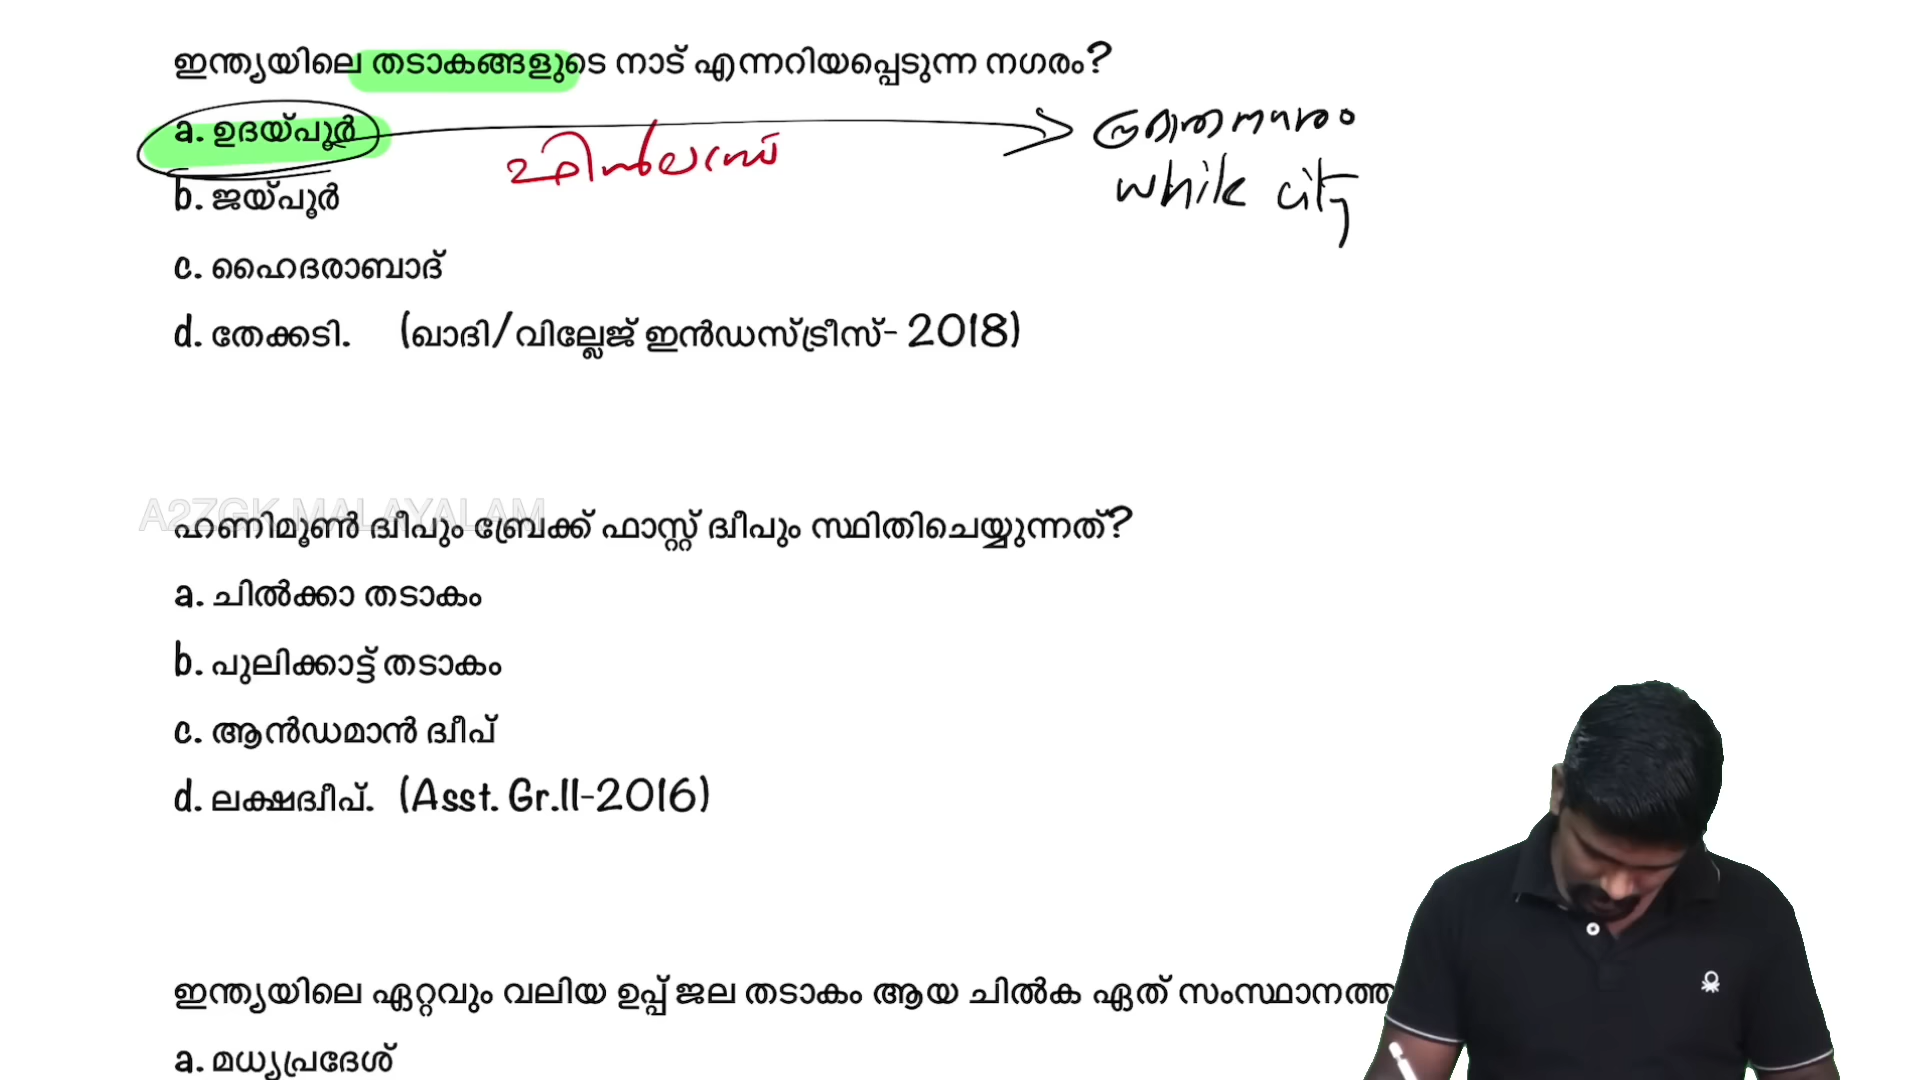 ഇന്ത്യയിലെ തടാകങ്ങളുടെ നാട് എന്നറിയപ്പെടുന്ന നഗരം?
a. ഉദയ്പൂർ
ഫിൻലന്റ്
white city
b. ജയ്പൂർ
c. ഹൈദരാബാദ്
d. തേക്കടി. (ഖാദി/വില്ലേജ് ഇൻഡസ്ട്രീസ്- 2018)
A2ZGK MALAYALAM
ഹണിമൂൺ ദ്വീപും ബ്രേക്ക് ഫാസ്റ്റ് ദ്വീപും സ്ഥിതിചെയ്യുന്നത്?
a. ചിൽക്കാ തടാകം
b. പുലിക്കാട്ട് തടാകം
c. ആൻഡമാൻ ദ്വീപ്
d. ലക്ഷദ്വീപ്. (Asst. Gr.II-2016)
ഇന്ത്യയിലെ ഏറ്റവും വലിയ ഉപ്പ് ജല തടാകം ആയ ചിൽക ഏത്
a. മധ്യപ്രദേശ്